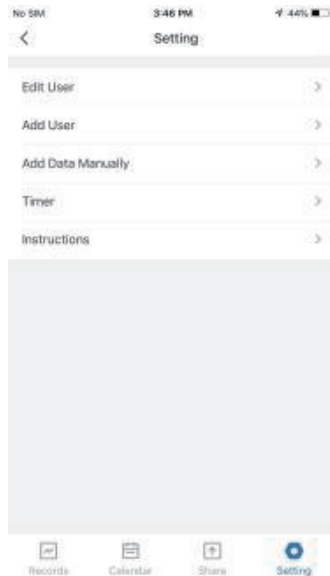 No SIM 3:46 PM 44%
Setting
Edit User
Add User
Add Data Manually
Timer
Instructions
Records Calendar Share Setting